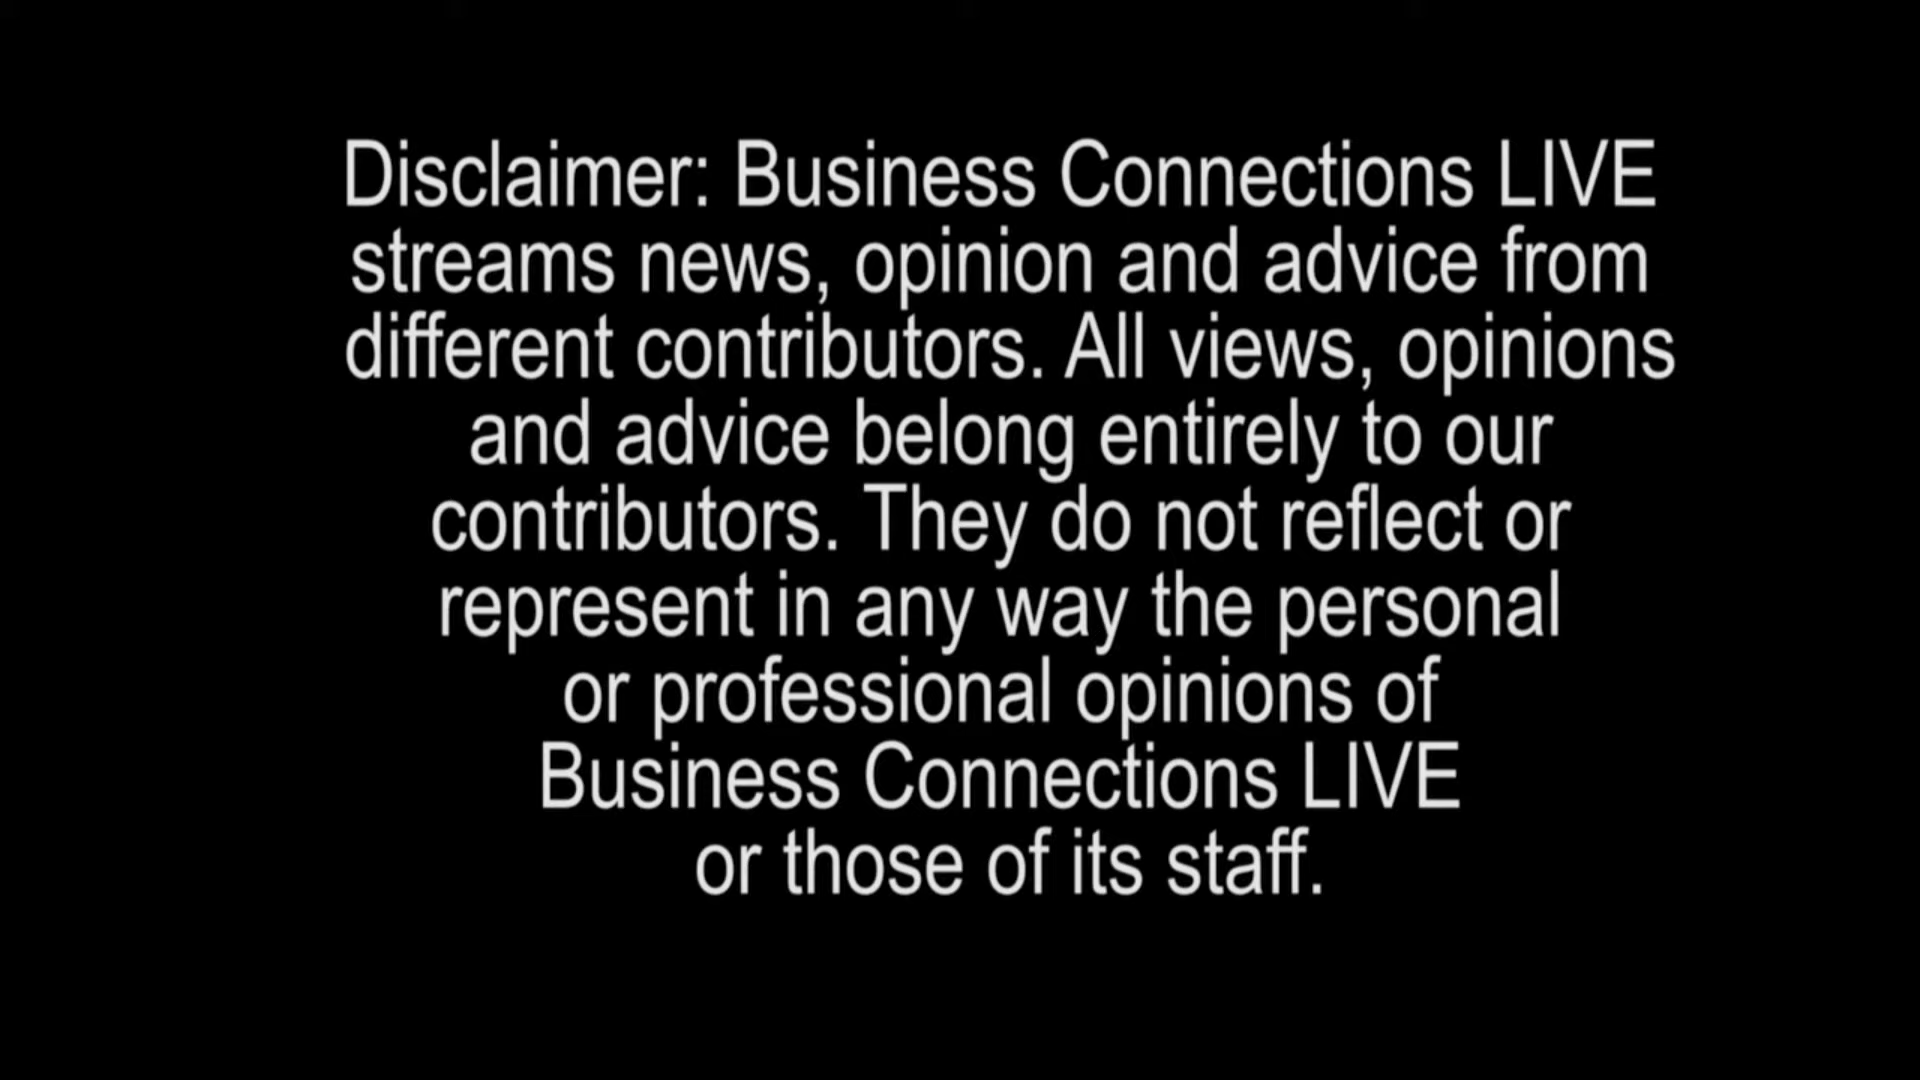 Disclaimer: Business Connections LIVE
streams news, opinion and advice from
different contributors. All views, opinions
and advice belong entirely to our
contributors. They do not reflect or
represent in any way the personal
or professional opinions of
Business Connections LIVE
or those of its staff.